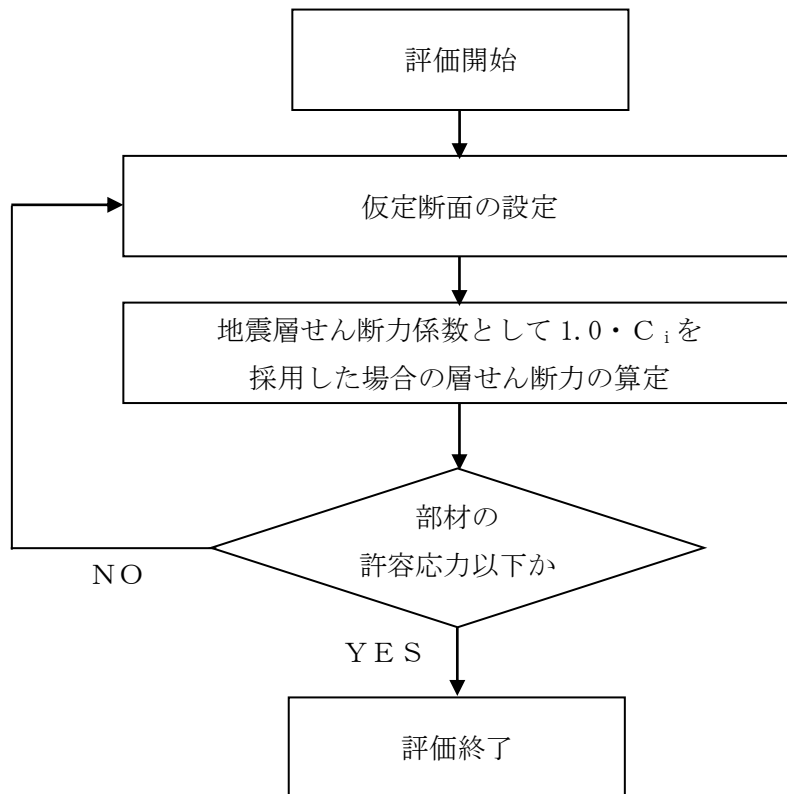 評価開始
仮定断面の設定
地震層せん断力係数として 1.0・Ｃｉを
採用した場合の層せん断力の算定
部材の
許容応力以下か
ＮＯ
ＹＥＳ
評価終了